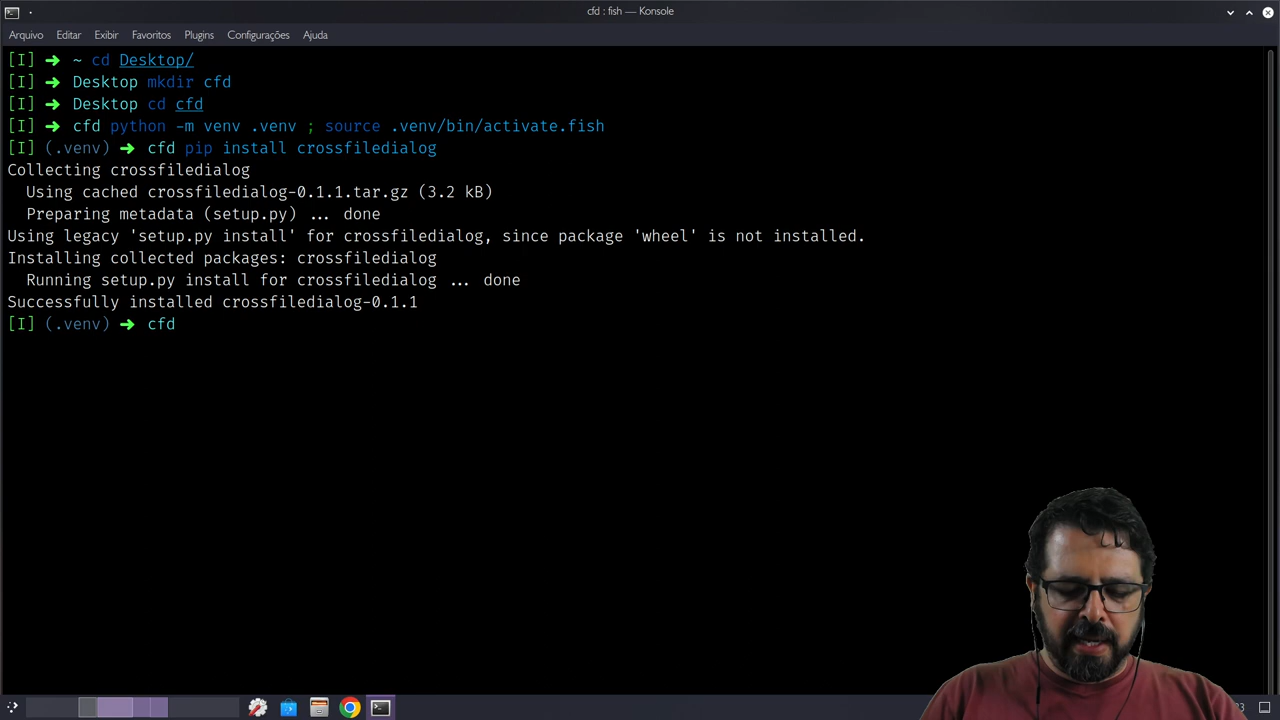 cfd : fish — Konsole
Arquivo Editar Exibir Favoritos Plugins Configurações Ajuda
[I] ➜ ~ cd Desktop/
[I] ➜ Desktop mkdir cfd
[I] ➜ Desktop cd cfd
[I] ➜ cfd python -m venv .venv ; source .venv/bin/activate.fish
[I] (.venv) ➜ cfd pip install crossfiledialog
Collecting crossfiledialog
Using cached crossfiledialog-0.1.1.tar.gz (3.2 kB)
Preparing metadata (setup.py) ... done
Using legacy 'setup.py install' for crossfiledialog, since package 'wheel' is not installed.
Installing collected packages: crossfiledialog
Running setup.py install for crossfiledialog ... done
Successfully installed crossfiledialog-0.1.1
[I] (.venv) ➜ cfd